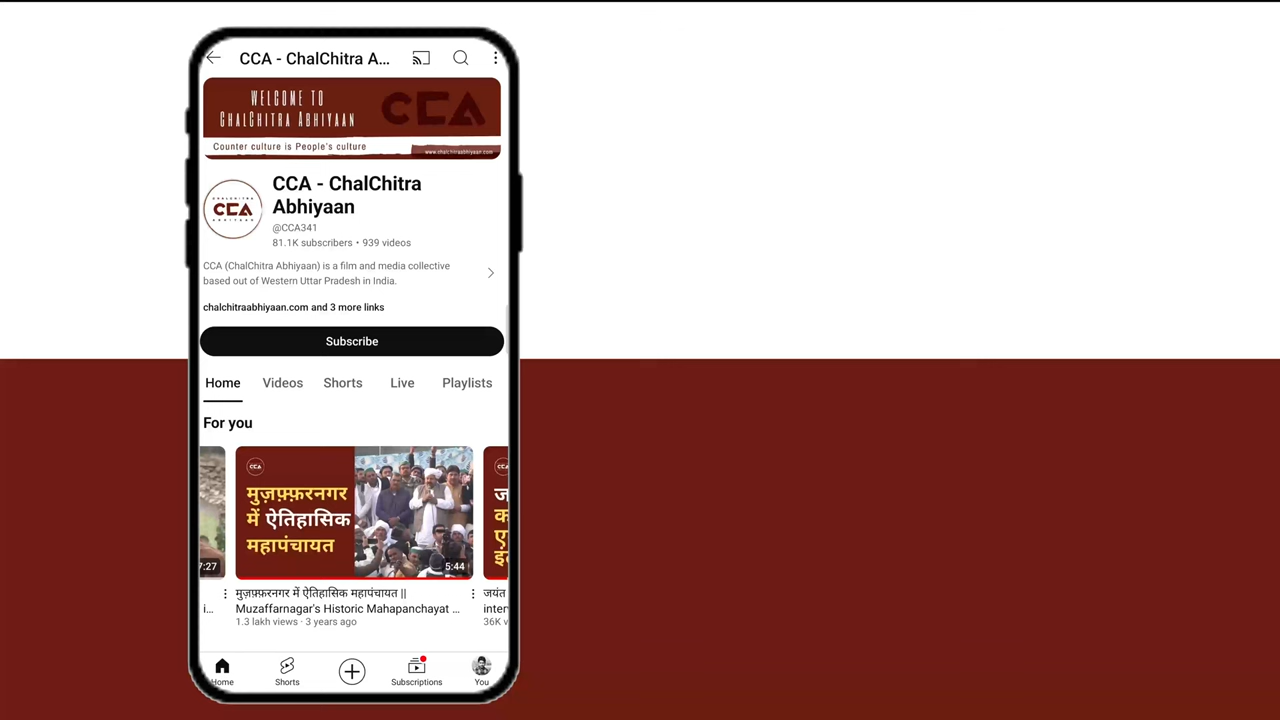 CCA - ChalChitra A...
WELCOME TO
CHALCHITRA ABHIYAAN
CCA
Counter culture is People's culture
www.chalchitraabhiyaan.com
CHALCHITRA
CCA
ABHIYAAN
CCA - ChalChitra
Abhiyaan
@CCA341
81.1K subscribers • 939 videos
CCA (ChalChitra Abhiyaan) is a film and media collective
based out of Western Uttar Pradesh in India.
chalchitraabhiyaan.com and 3 more links
Subscribe
Home Videos Shorts Live Playlists
For you
7:27
i...
CCA
मुज़फ़्फ़रनगर
में ऐतिहासिक
महापंचायत
5:44
मुज़फ़्फ़रनगर में ऐतिहासिक महापंचायत ||
Muzaffarnagar's Historic Mahapanchayat ...
1.3 lakh views · 3 years ago
जयंत
inter
36K v
Home Shorts Subscriptions You